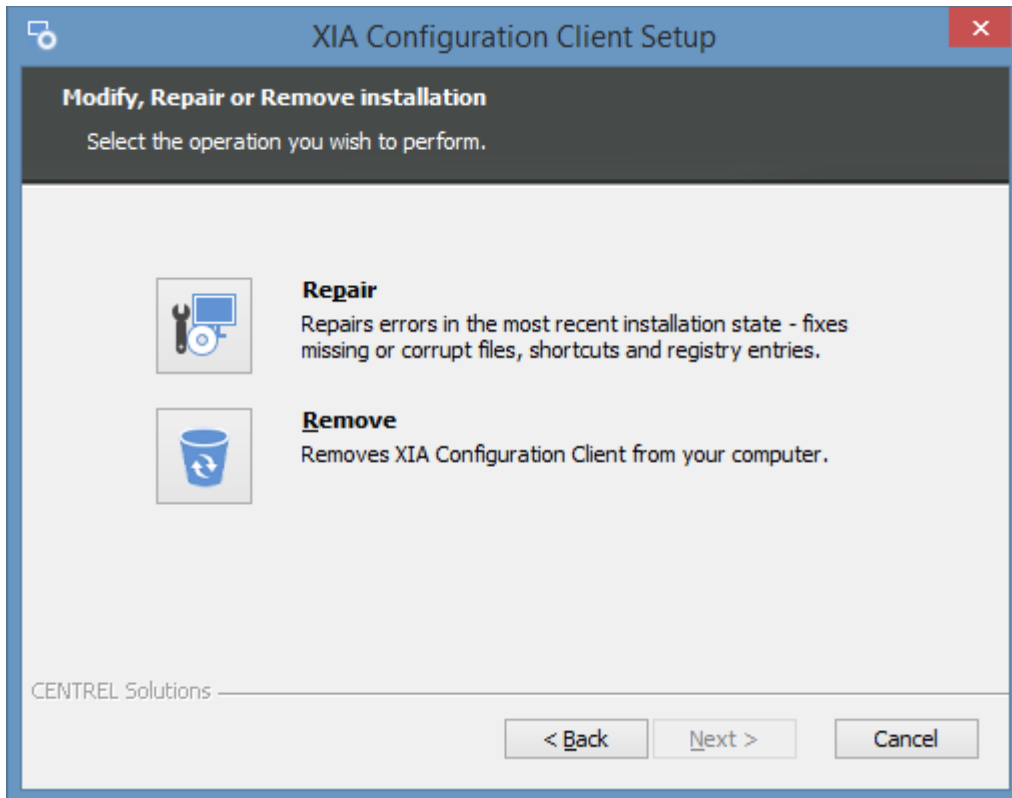 XIA Configuration Client Setup
Modify, Repair or Remove installation
Select the operation you wish to perform.
Repair
Repairs errors in the most recent installation state - fixes
missing or corrupt files, shortcuts and registry entries.
Remove
Removes XIA Configuration Client from your computer.
CENTREL Solutions
< Back Next > Cancel